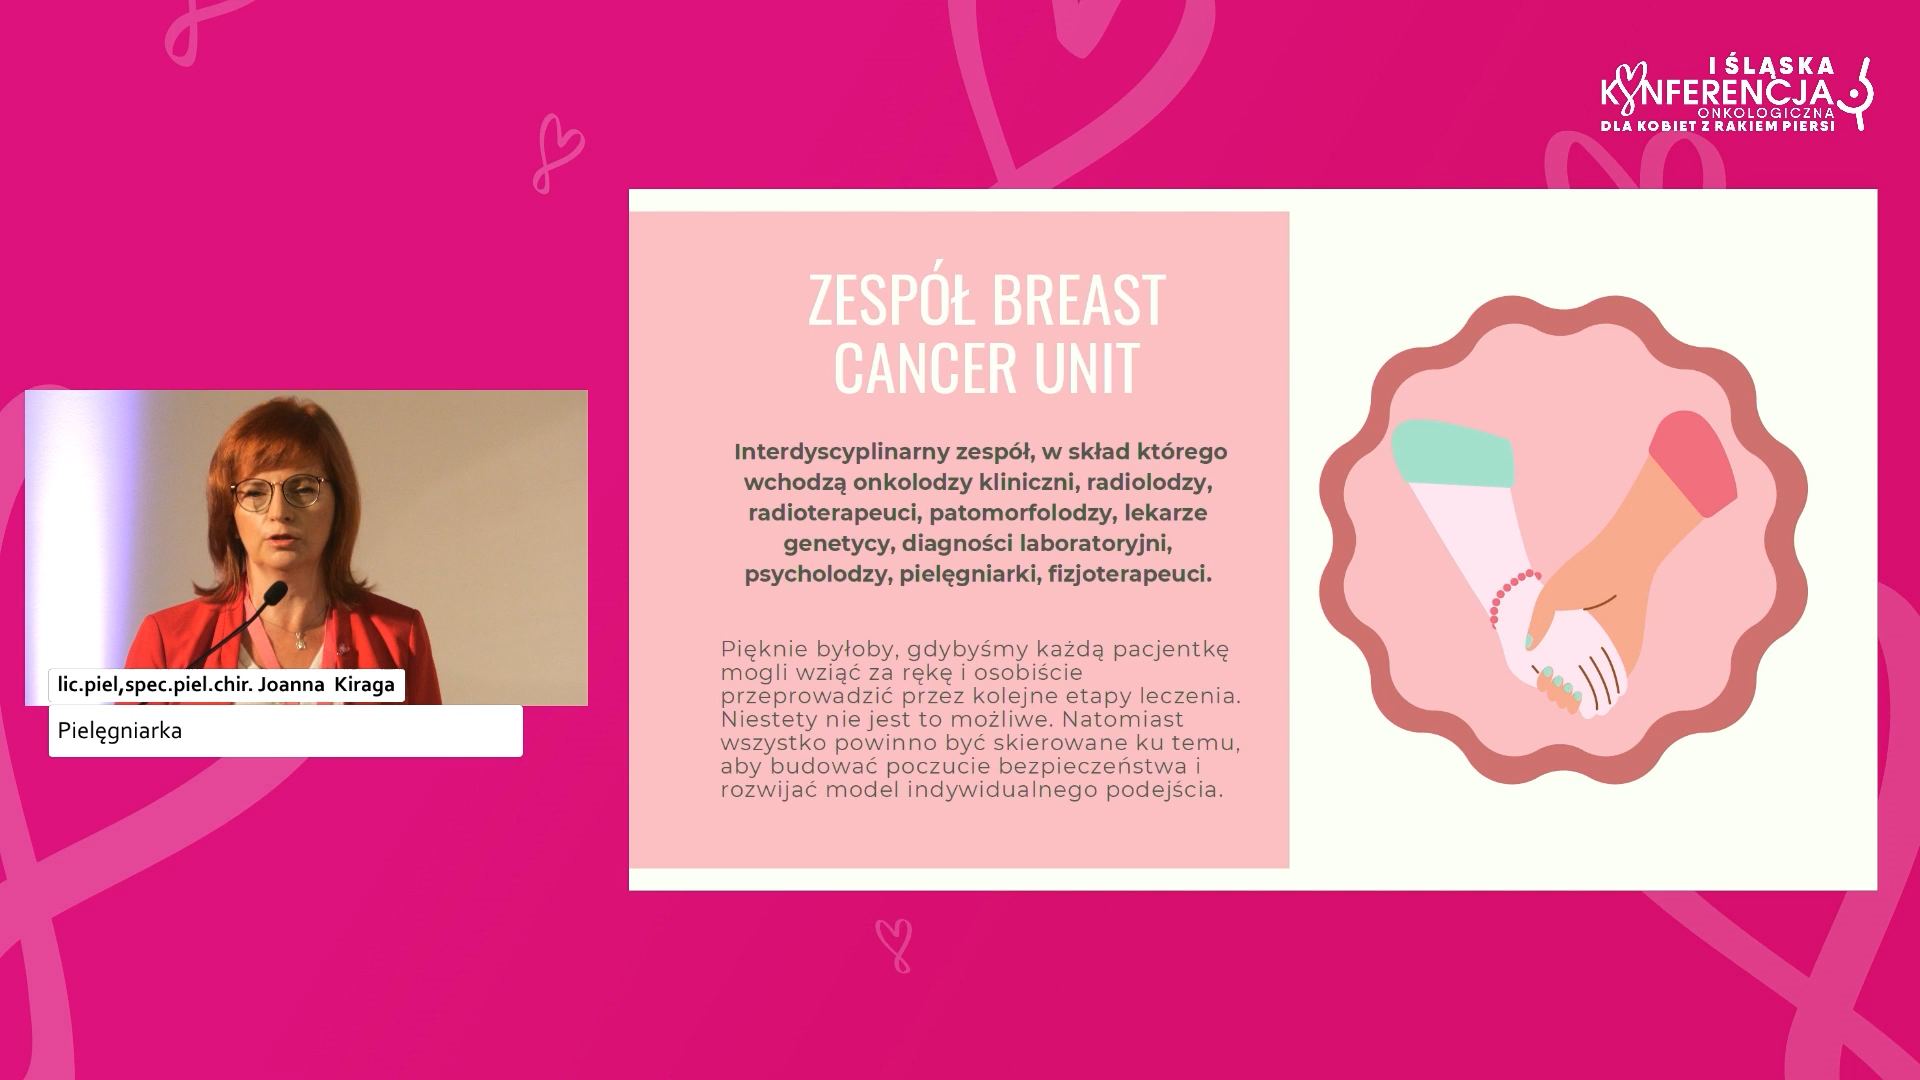 I ŚLĄSKA
KONFERENCJA
ONKOLOGICZNA
DLA KOBIET Z RAKIEM PIERSI
ZESPÓŁ BREAST
CANCER UNIT
Interdyscyplinarny zespół, w skład którego
wchodzą onkolodzy kliniczni, radiolodzy,
radioterapeuci, patomorfolodzy, lekarze
genetycy, diagności laboratoryjni,
psycholodzy, pielęgniarki, fizjoterapeuci.
Pięknie byłoby, gdybyśmy każdą pacjentkę
mogli wziąć za rękę i osobiście
przeprowadzić przez kolejne etapy leczenia.
Niestety nie jest to możliwe. Natomiast
wszystko powinno być skierowane ku temu,
aby budować poczucie bezpieczeństwa i
rozwijać model indywidualnego podejścia.
lic.piel,spec.piel.chir. Joanna Kiraga
Pielęgniarka